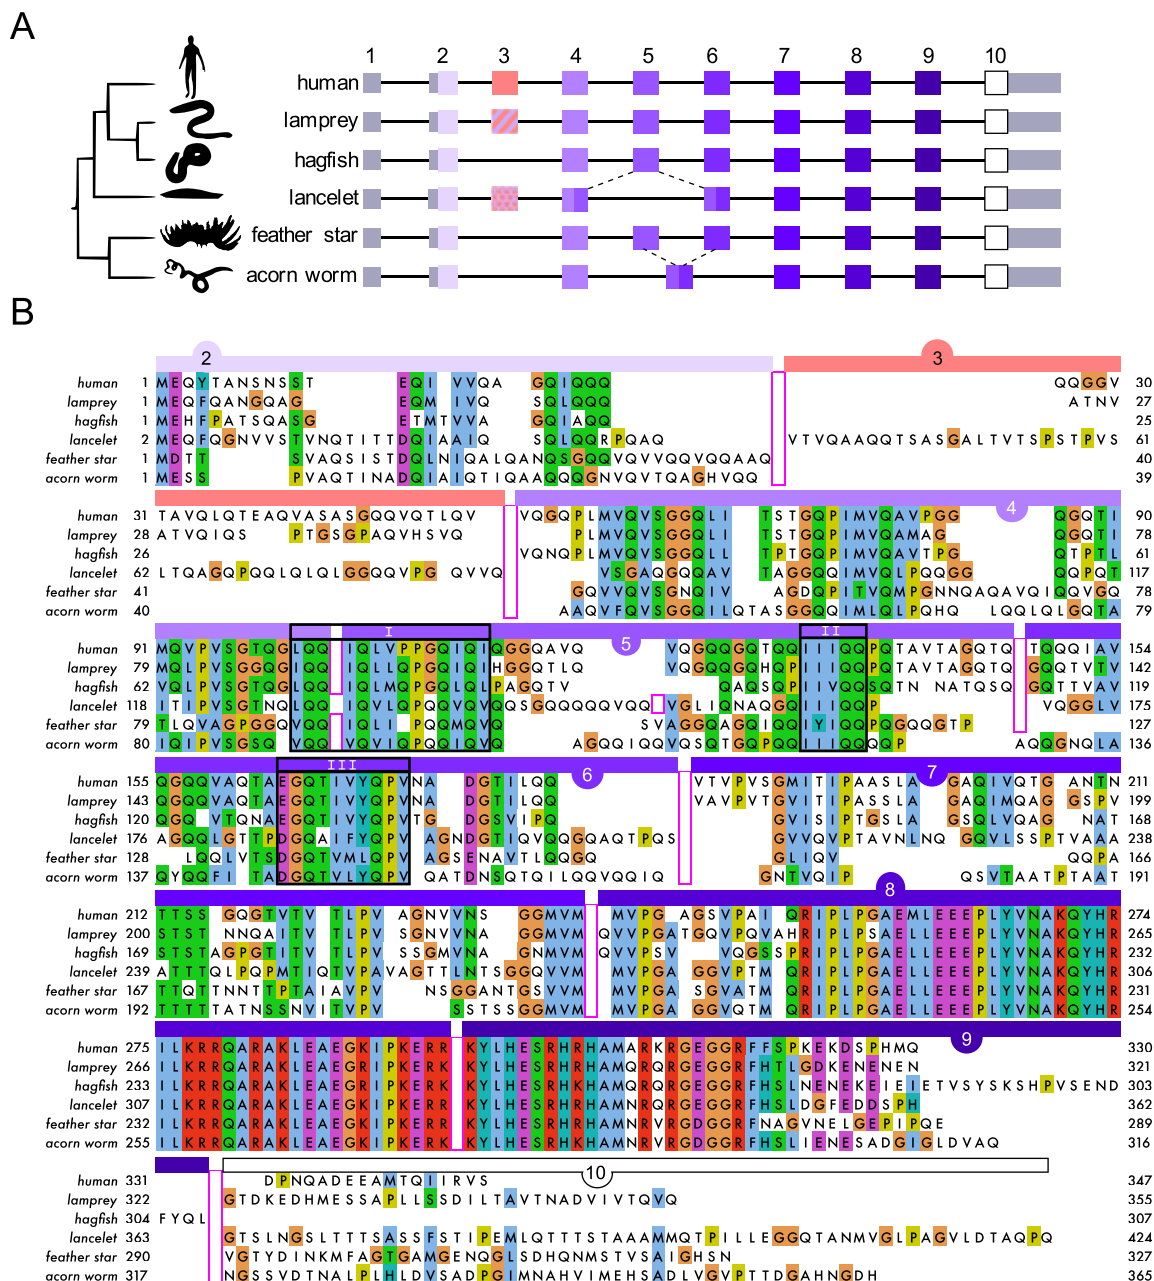 A
1 2 3 4 5 6 7 8 9 10
human
lamprey
hagfish
lancelet
feather star
acorn worm
B
2 3
human 1 MEQYTANSNSST EQI VVQA GQIQQQ QQGGV 30
lamprey 1 MEQFQANGQAG EQM IVQ SQLQQQ ATNV 27
hagfish 1 MEHFPATSQASG ETMTVVA GQIAQQ 25
lancelet 2 MEQFQGNVVSTVNQTITTDQIAAIQ SQLQQRPQAQ VTVQAAQQTSASGALTVTSPSTPVS 61
feather star 1 MDTT SVAQSISTDQLNIQALQANQSGQQVQVVQQVQQAAQ 40
acorn worm 1 MESS PVAQTINADQIAIQTIQAAQQQGNVQVTQAGHVQQ 39
4
human 31 TAVQLQTEAQVASASGQQVQTLQV VQGQPLMVQVSGGQLI TSTGQPIMVQAVPGG QGQTI 90
lamprey 28 ATVQIQS PTGSGPAQVHSVQ PLMVQVSGGQLI TSTGQPIMVQAMAG QGQTI 78
hagfish 26 VQNQPLMVQVSGGQLL TPTGQPIMVQAVTPG QTPTL 61
lancelet 62 LTQAGQPQQLQLQLGGQQVPG QVVQ VSGAQGQQAV TAGGQQIMVQLPQQGG QQPQT 117
feather star 41 GQVVQVSGNQIV AGDQPITVQMPGNNQAQAVQIQQVGQ 78
acorn worm 40 AAQVFQVSGGQILQTASGGQQIMLQLPQHQ LQQLQLGQTA 79
I 5 II
human 91 MQVPVSGTQGLQQ IQLVPPGQIQIQGGQAVQ VQGQQGQTQQIIIQQPQTAVTAGQTQ TQQQIAV 154
lamprey 79 MQLPVSGGQGLQQ IQLLQPGQIQIHGGQTLQ VQGQQGQHQPIIIQQPQTAVTAGQTQ GQQTVTV 142
hagfish 62 VQLPVSGTQGLQQ IQLMQPGQLQLPAGQTV QAQSQPIIVQQSQTN NATQSQ GQTTVAV 119
lancelet 118 ITIPVSGTNQLQQ IQVLQPQQVQVQQSGQQQQQVQQ VGLIQNAQGQIIIQQP VQGGLV 175
feather star 79 TLQVAGPGGQVQQ IQLI PQQMQVQ SVAGGQAGQIQQIYIQQPQGQQGTP 127
acorn worm 80 IQIPVSGSQ VQQVQVIQPQQIQVQ AGQQIQQVQSQTGQPQQIIIQQQQP AQQGNQLA 136
III 6 7
human 155 QGQQVAQTAEGQTIVYQPVNA DGTILQQ VTVPVSGMITIPAASLA GAQIVQTG ANTN 211
lamprey 143 QGQQVAQTAEGQTIVYQPVNA DGTILQQ VAVPVTGVITIPASSLA GAQIMQAG GSPV 199
hagfish 120 QGQ VTQNAEGQTIVYQPVTG DGSVIPQ GVISIPTGSLA GSQLVQAG NAT 168
lancelet 176 AGQQLGTTPDGQAIFYQPV AGNDGTIQVQQGQAQTPQS GVVQVPTAVNLNQ GQVLSSPTVAAA 238
feather star 128 LQQLVTSDGQTVMLQPV AGSENAVTLQQGQ GLIQV QQPA 166
acorn worm 137 QYQQFI TADGQTVLYQPV QATDNSQTQILQQVQQIQ GNTVQIP QSVTAATPTAAT 191
8
human 212 TTSS GQGTVTV TLPV AGNVVNS GGMVM MVPG AGSVPAI QRIPLPGAEMLEEEPLYVNAKQYHR 274
lamprey 200 STST NNQAITV TLPV SGNVVNA GGMVM QVVPGATGQVPQVAHRIPLPSAELLEEEPLYVNAKQYHR 265
hagfish 169 STSTAGPGTITV TLPV SSGMVNA GNMVM QMVPSV VQGSSPRIPLPGAELLEEEPLYVNAKQYHR 232
lancelet 239 ATTTQLPQPMTIQTVPAVAGTTLNTSGGQVVM MVPGA GGVPTM QRIPLPGAELLEEEPLYVNAKQYHR 306
feather star 167 TTQTTNNTTPTAIAVPV NSGGANTGSVVM MVPGA SGVATM QRIPLPGAELLEEEPLYVNAKQYHR 231
acorn worm 192 TTTTTATNSSNVITVPV SSTSSGGMVM MVPGA GGVQTM QRIPLPGAELLEEEPLYVNAKQYHR 254
9
human 275 ILKRRQARAKLEAEGKIPKERR KYLHESRHRHAMARKRGEGGRFFSPKEKDSPHMQ 330
lamprey 266 ILKRRQARAKLEAEGRIPKERK KYLHESRHRHAMQRQRGEGGRFHTLGDKENENEN 321
hagfish 233 ILKRRQARAKLEAEGRIPKERK KYLHESRHKHAMQRQRGEGGRFHSLNENEKEIEIETVSYSKSHPVSEND 303
lancelet 307 ILKRRQARAKLEAEGKIPKERR KYLHESRHRHAMNRQRGEGGRFHSLDGFEDDSPH 362
feather star 232 ILKRRQARAKLEAEGKIPKERR KYLHESRHRHAMNRVRGDGGRFNAGVNELGEPIPQE 289
acorn worm 255 ILKRRQARAKLEAEGKIPKERR KYLHESRHKHAMNRVRGDGGRFHSLIENESADGIGLDVAQ 316
10
human 331 DPNQADEEAMTQIIRVS 347
lamprey 322 GTDKEDHMESSAPLLSSDILTAVTNADVIVTQVQ 355
hagfish 304 FYQL 307
lancelet 363 GTSLNGSLTTTSASSFSTIPEMLQTTTSTAAAMMQTPILLEGGQTANMVGLPAGVLDTAQPQ 424
feather star 290 VGTYDINKMFAGTGAMGENQGLSDHQNMSTVSAIGHSN 327
acorn worm 317 NGSSVDTNALPLHLDVSADPGIMNAHVIMEHSADLVGVPTTDGAHNGDH 365